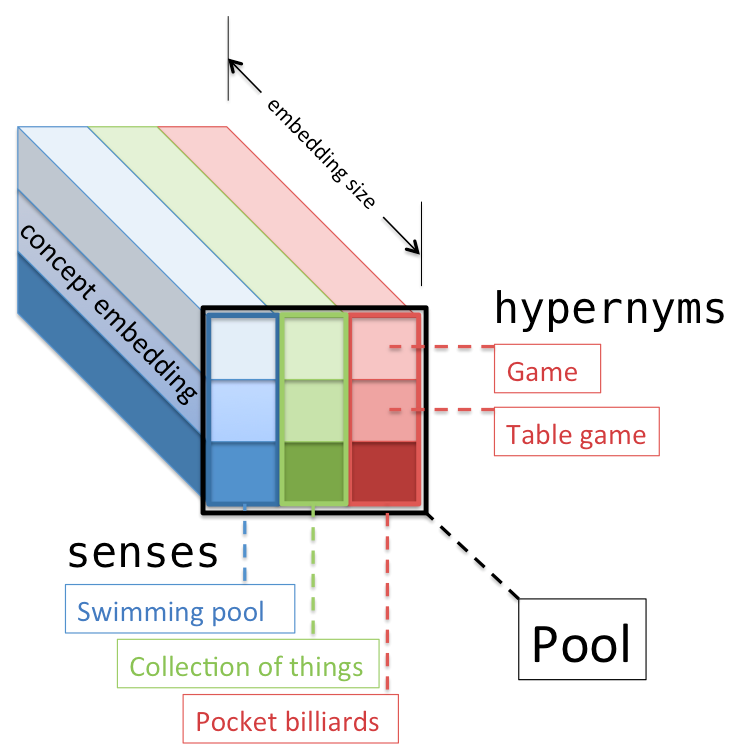 embedding size
concept embedding
hypernyms
Game
Table game
senses
Swimming pool
Collection of things
Pocket billiards
Pool